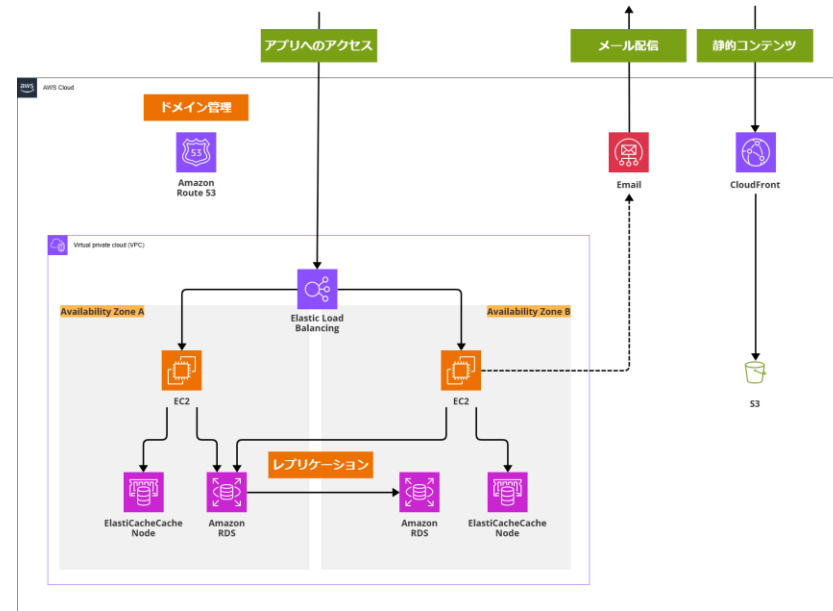 アプリへのアクセス
メール配信
静的コンテンツ
aws
AWS Cloud
ドメイン管理
53
Amazon
Route 53
Email
CloudFront
Virtual private cloud (VPC)
Elastic Load
Balancing
Availability Zone A
Availability Zone B
EC2
EC2
S3
レプリケーション
ElastiCacheCache
Node
Amazon
RDS
Amazon
RDS
ElastiCacheCache
Node